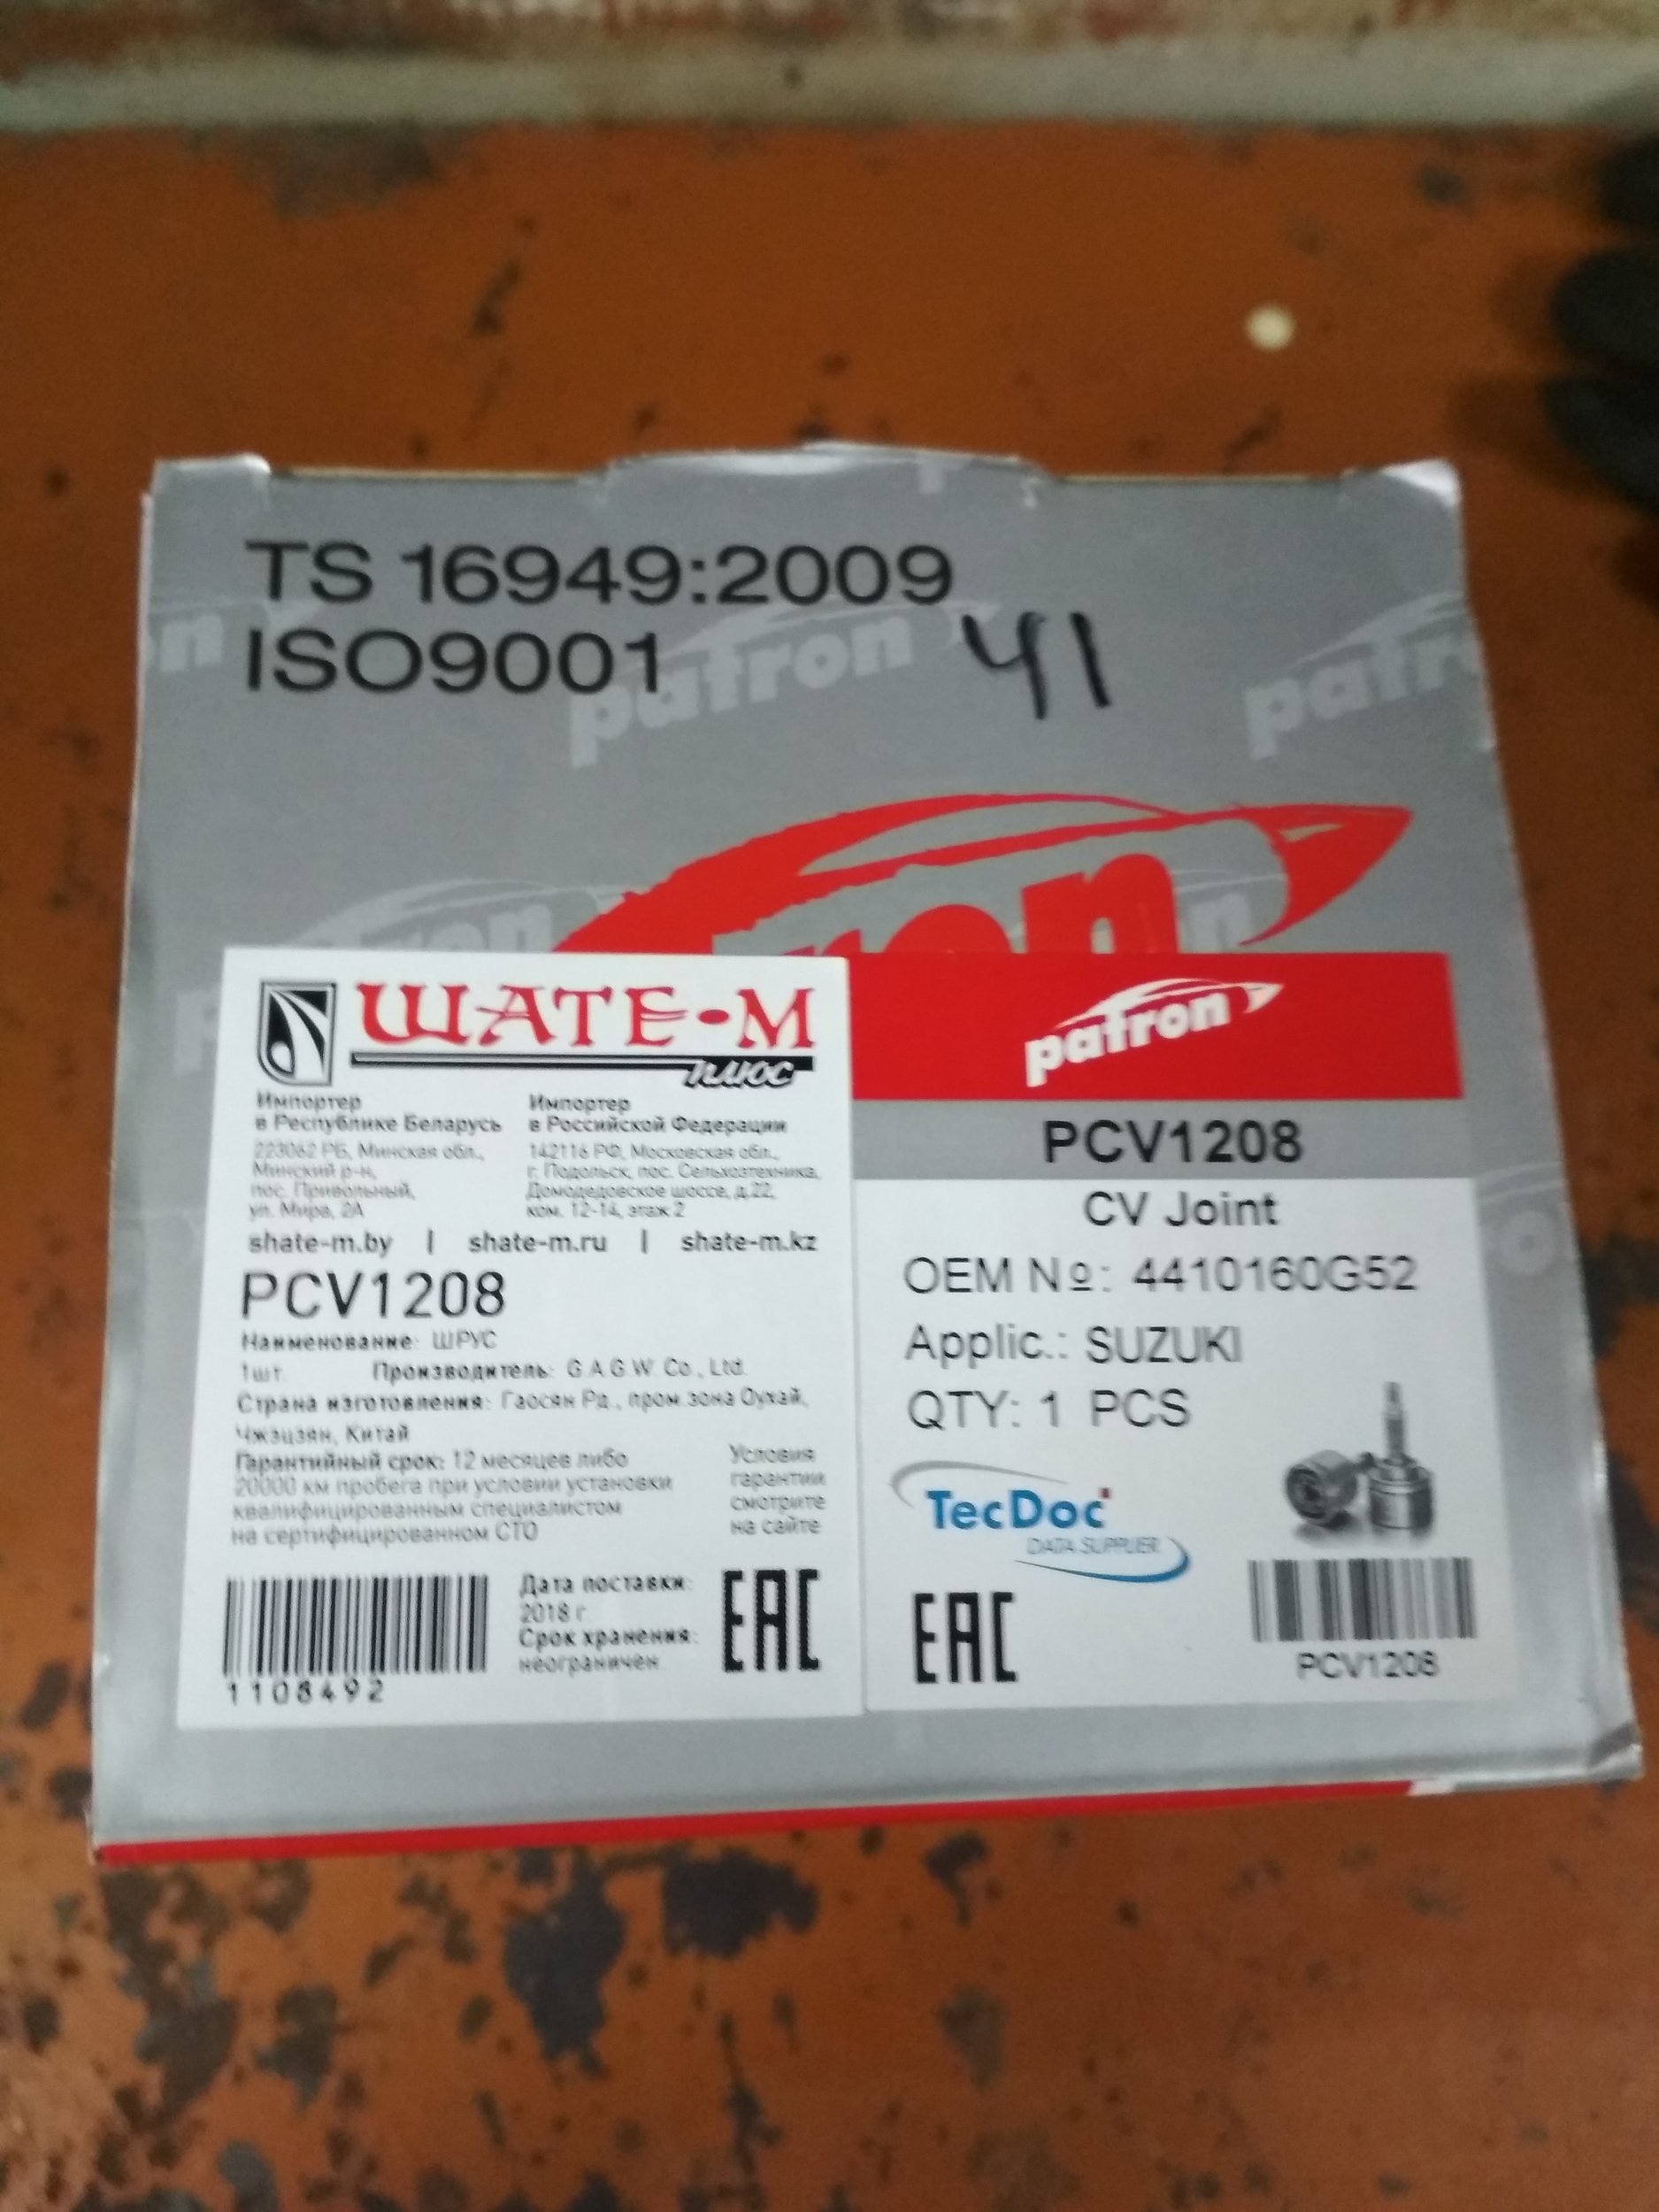 TS 16949:2009
ISO9001
41
patron
patron
ШАТЕ-М
плюс
Импортер
в Республике Беларусь
223062 РБ, Минская обл.,
Минский р-н,
пос. Привольный,
ул. Мира, 2А
Импортер
в Российской Федерации
142116 РФ, Московская обл.,
г. Подольск, пос. Сельхозтехника,
Домодедовское шоссе, д.22,
ком. 12-14, этаж 2
shate-m.by | shate-m.ru | shate-m.kz
PCV1208
Наименование: ШРУС
1шт. Производитель: G.A.G.W. Co., Ltd.
Страна изготовления: Гаосян Рд., пром.зона Оухай,
Чжэцзян, Китай
Гарантийный срок: 12 месяцев либо
20000 км пробега при условии установки
квалифицированным специалистом
на сертифицированном СТО
Условия
гарантии
смотрите
на сайте
1108492
Дата поставки:
2018 г.
Срок хранения:
неограничен.
EAC
patron
PCV1208
CV Joint
OEM №: 4410160G52
Applic.: SUZUKI
QTY: 1 PCS
TecDoc
DATA SUPPLIER
EAC
PCV1208